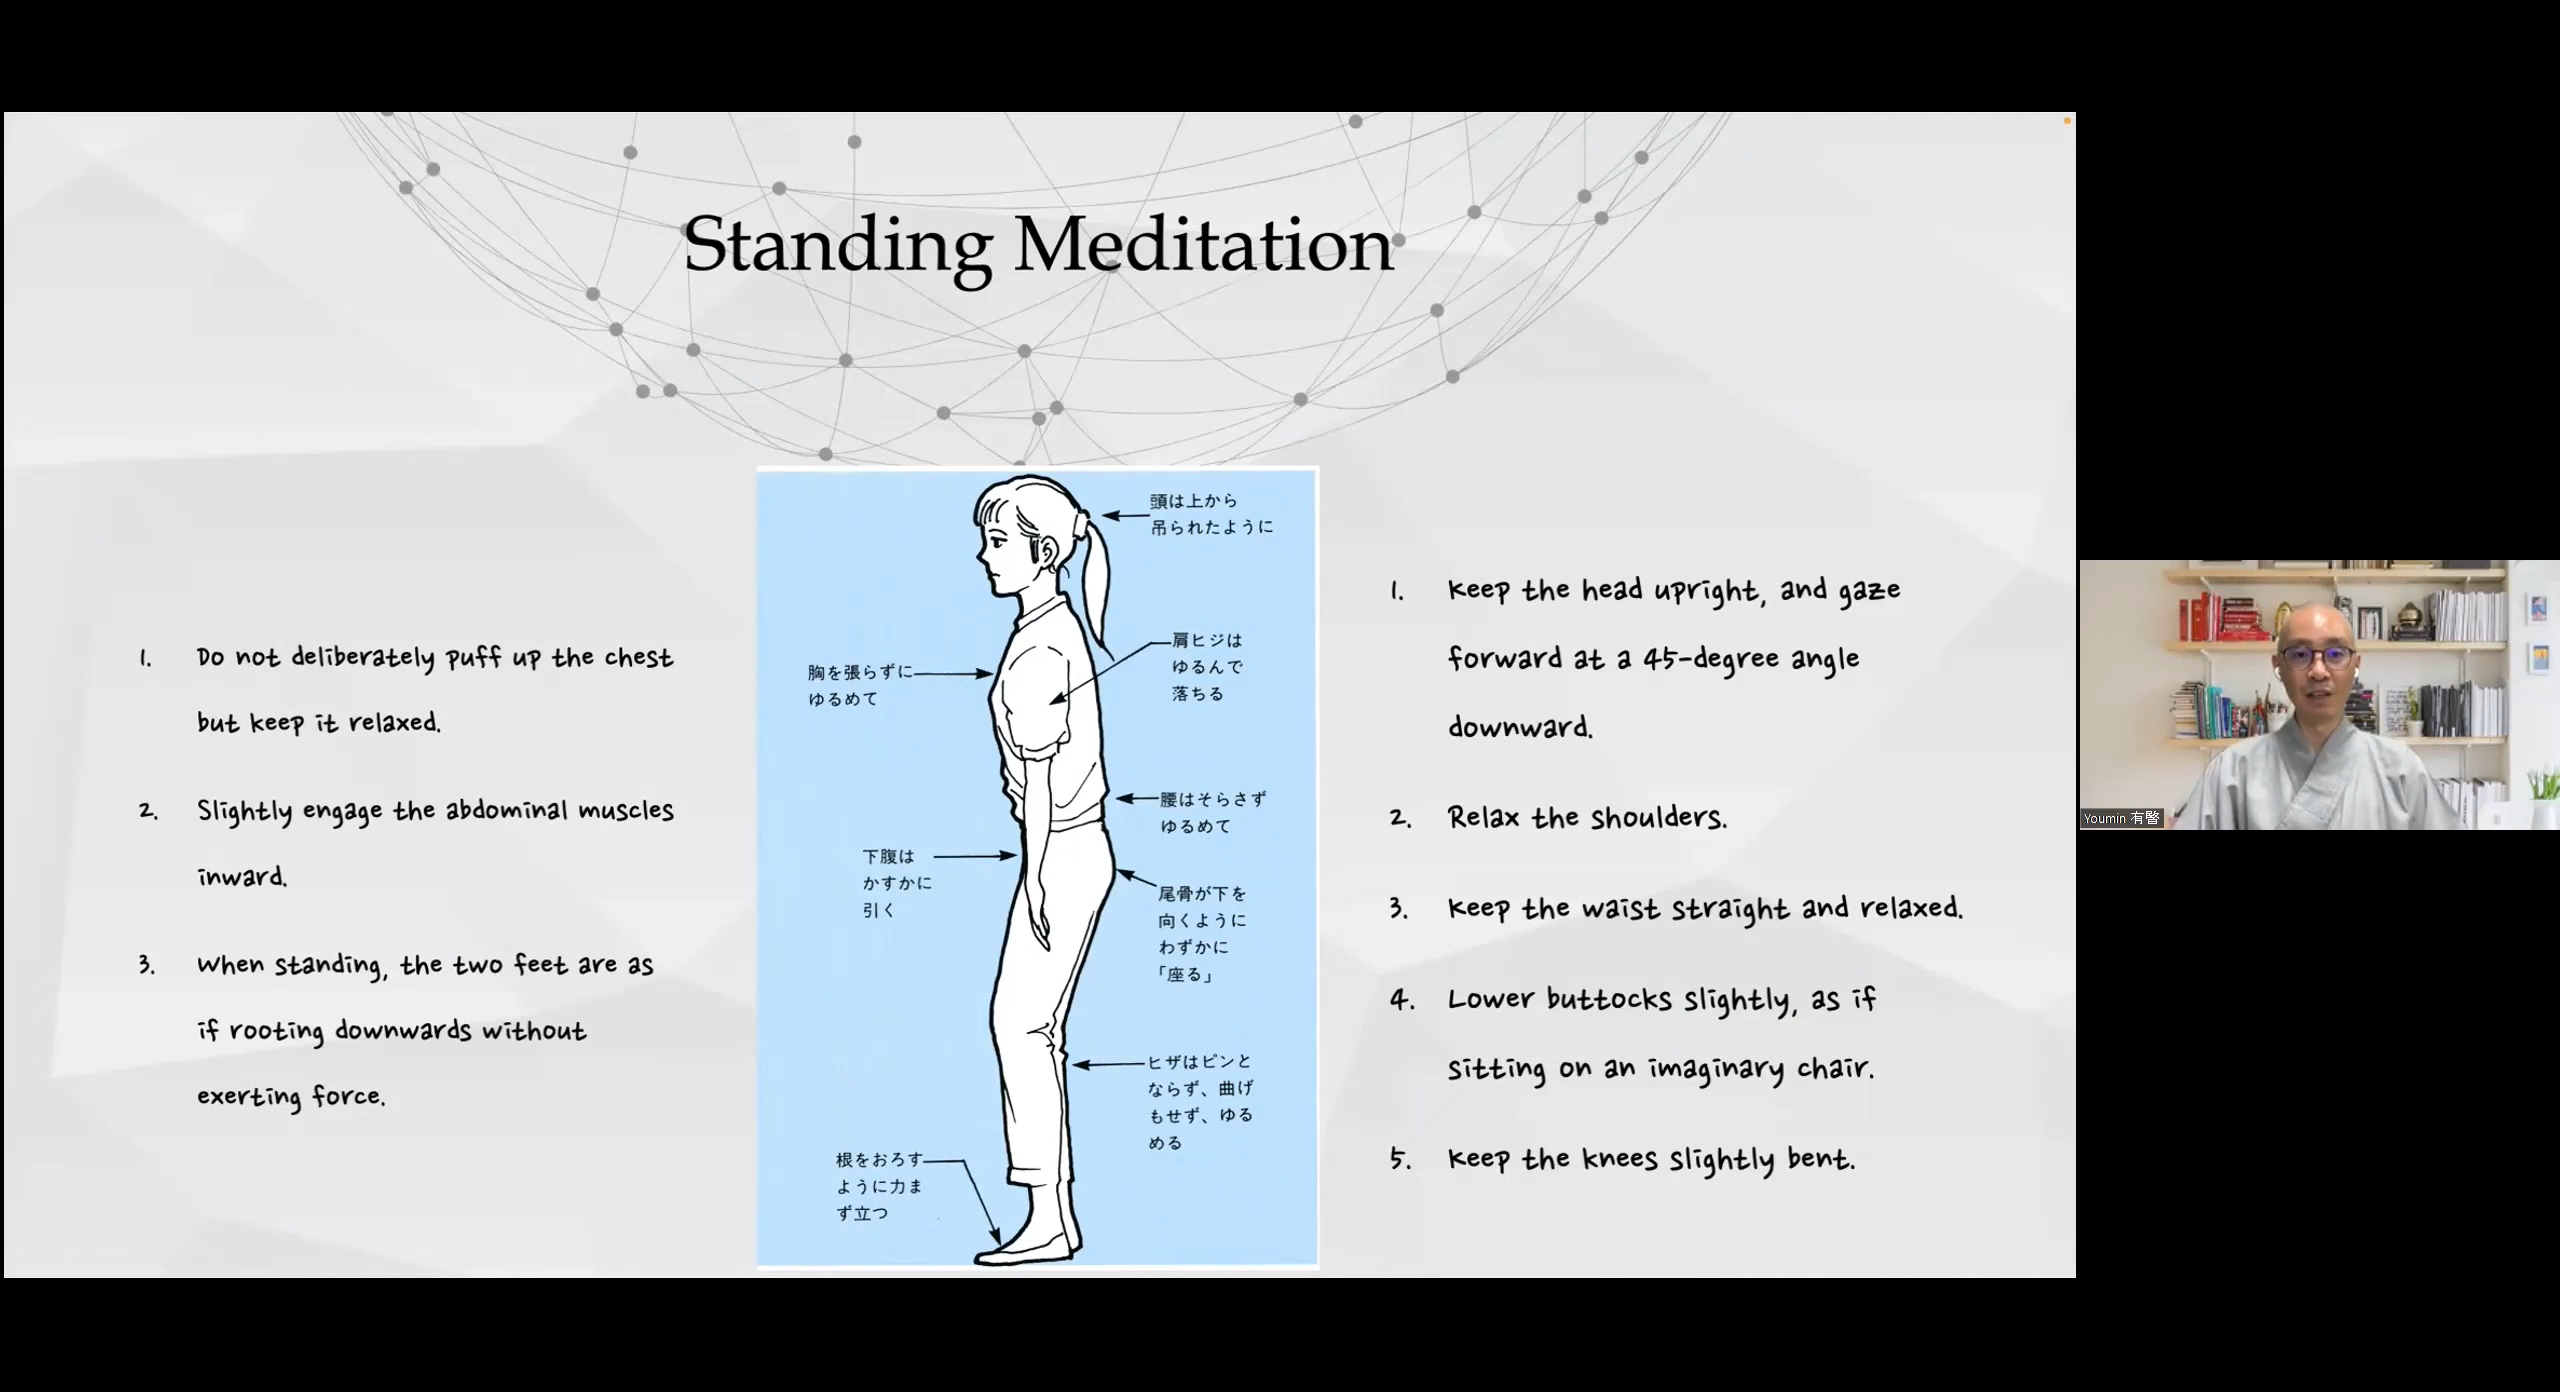 Standing Meditation
1. Do not deliberately puff up the chest
but keep it relaxed.
2. Slightly engage the abdominal muscles
inward.
3. When standing, the two feet are as
if rooting downwards without
exerting force.
頭は上から
吊られたように
肩ヒジは
ゆるんで
落ちる
胸を張らずに
ゆるめて
腰はそらさず
ゆるめて
下腹は
かすかに
引く
尾骨が下を
向くように
わずかに
「座る」
ヒザはピンと
ならず、曲げ
もせず、ゆる
める
根をおろす
ように力ま
ず立つ
1. Keep the head upright, and gaze
forward at a 45-degree angle
downward.
2. Relax the shoulders.
3. Keep the waist straight and relaxed.
4. Lower buttocks slightly, as if
sitting on an imaginary chair.
5. Keep the knees slightly bent.
Youmin 有暋